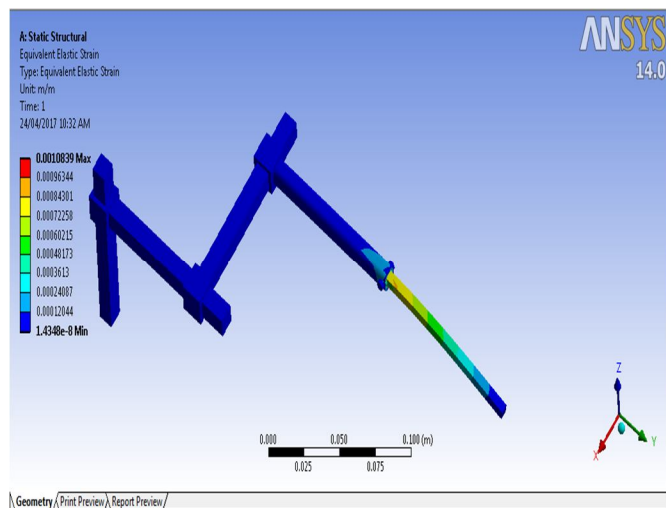 A: Static Structural
Equivalent Elastic Strain
Type: Equivalent Elastic Strain
Unit: m/m
Time: 1
24/04/2017 10:32 AM
ANSYS
14.0
0.0010839 Max
0.00096344
0.00084301
0.00072258
0.00060215
0.00048173
0.0003613
0.00024087
0.00012044
1.4348e-8 Min
0.000 0.050 0.100 (m)
0.025 0.075
Z
Y
X
Geometry Print Preview Report Preview